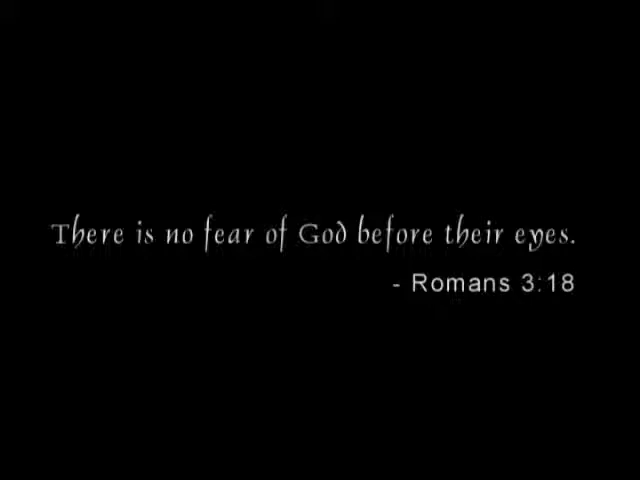 There is no fear of God before their eyes.
- Romans 3:18